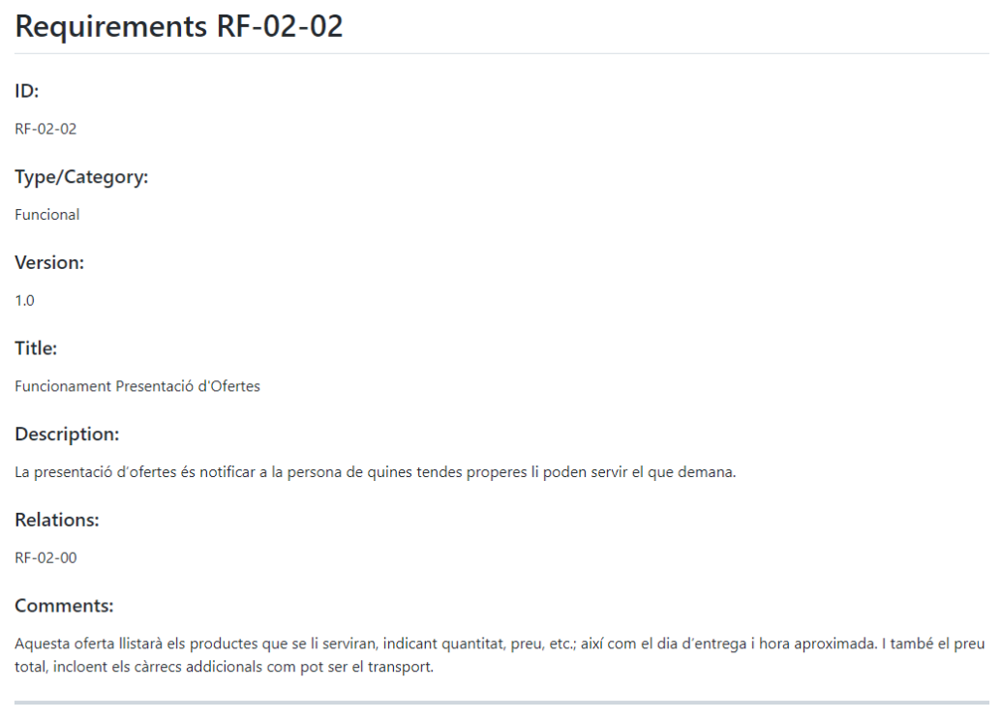 Requirements RF-02-02
ID:
RF-02-02
Type/Category:
Funcional
Version:
1.0
Title:
Funcionament Presentació d'Ofertes
Description:
La presentació d’ofertes és notificar a la persona de quines tendes properes li poden servir el que demana.
Relations:
RF-02-00
Comments:
Aquesta oferta llistarà els productes que se li serviran, indicant quantitat, preu, etc.; així com el dia d’entrega i hora aproximada. I també el preu
total, incloent els càrrecs addicionals com pot ser el transport.